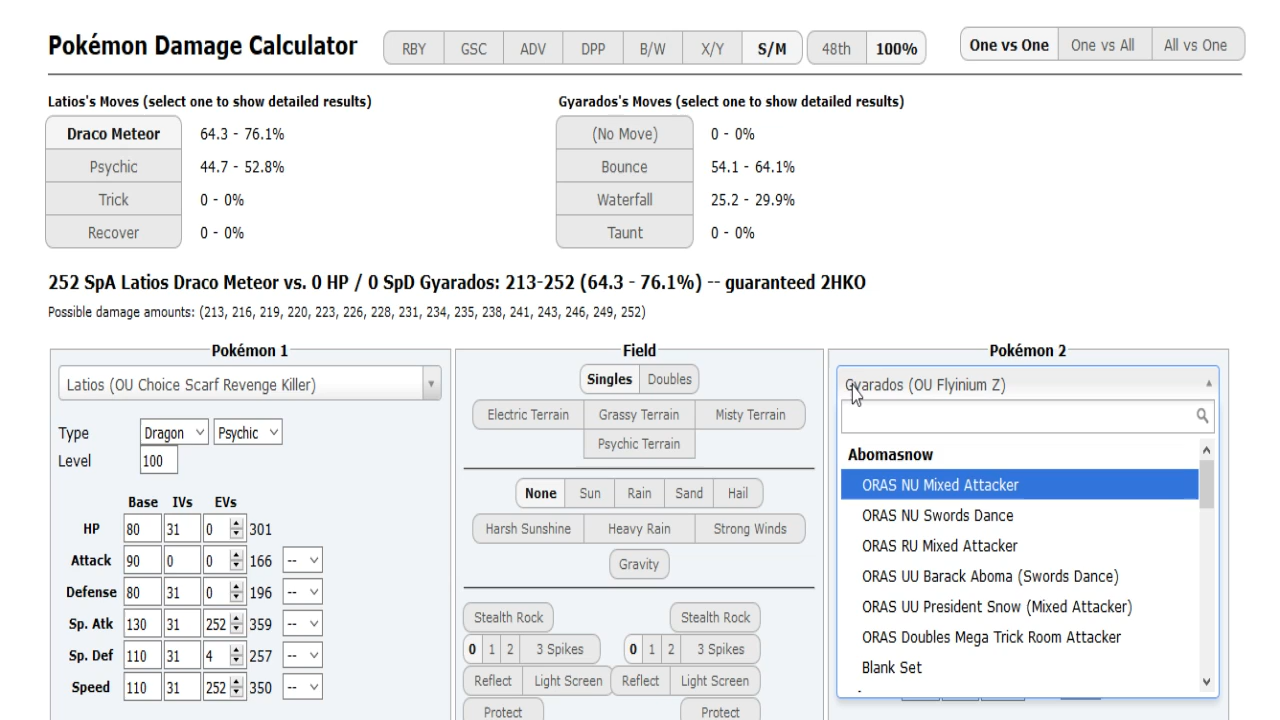 Pokémon Damage Calculator RBY GSC ADV DPP B/W X/Y S/M 48th 100% One vs One One vs All All vs One
Latios's Moves (select one to show detailed results) Gyarados's Moves (select one to show detailed results)
Draco Meteor 64.3 - 76.1% (No Move) 0 - 0%
Psychic 44.7 - 52.8% Bounce 54.1 - 64.1%
Trick 0 - 0% Waterfall 25.2 - 29.9%
Recover 0 - 0% Taunt 0 - 0%
252 SpA Latios Draco Meteor vs. 0 HP / 0 SpD Gyarados: 213-252 (64.3 - 76.1%) -- guaranteed 2HKO
Possible damage amounts: (213, 216, 219, 220, 223, 226, 228, 231, 234, 235, 238, 241, 243, 246, 249, 252)
Pokémon 1
Latios (OU Choice Scarf Revenge Killer)
Type Dragon Psychic
Level 100
Base IVs EVs
HP 80 31 0 301
Attack 90 0 0 166 --
Defense 80 31 0 196 --
Sp. Atk 130 31 252 359 --
Sp. Def 110 31 4 257 --
Speed 110 31 252 350 --
Field
Singles Doubles
Electric Terrain Grassy Terrain Misty Terrain
Psychic Terrain
None Sun Rain Sand Hail
Harsh Sunshine Heavy Rain Strong Winds
Gravity
Stealth Rock Stealth Rock
0 1 2 3 Spikes 0 1 2 3 Spikes
Reflect Light Screen Reflect Light Screen
Protect Protect
Pokémon 2
Gyarados (OU Flyinium Z)
Abomasnow
ORAS NU Mixed Attacker
ORAS NU Swords Dance
ORAS RU Mixed Attacker
ORAS UU Barack Aboma (Swords Dance)
ORAS UU President Snow (Mixed Attacker)
ORAS Doubles Mega Trick Room Attacker
Blank Set